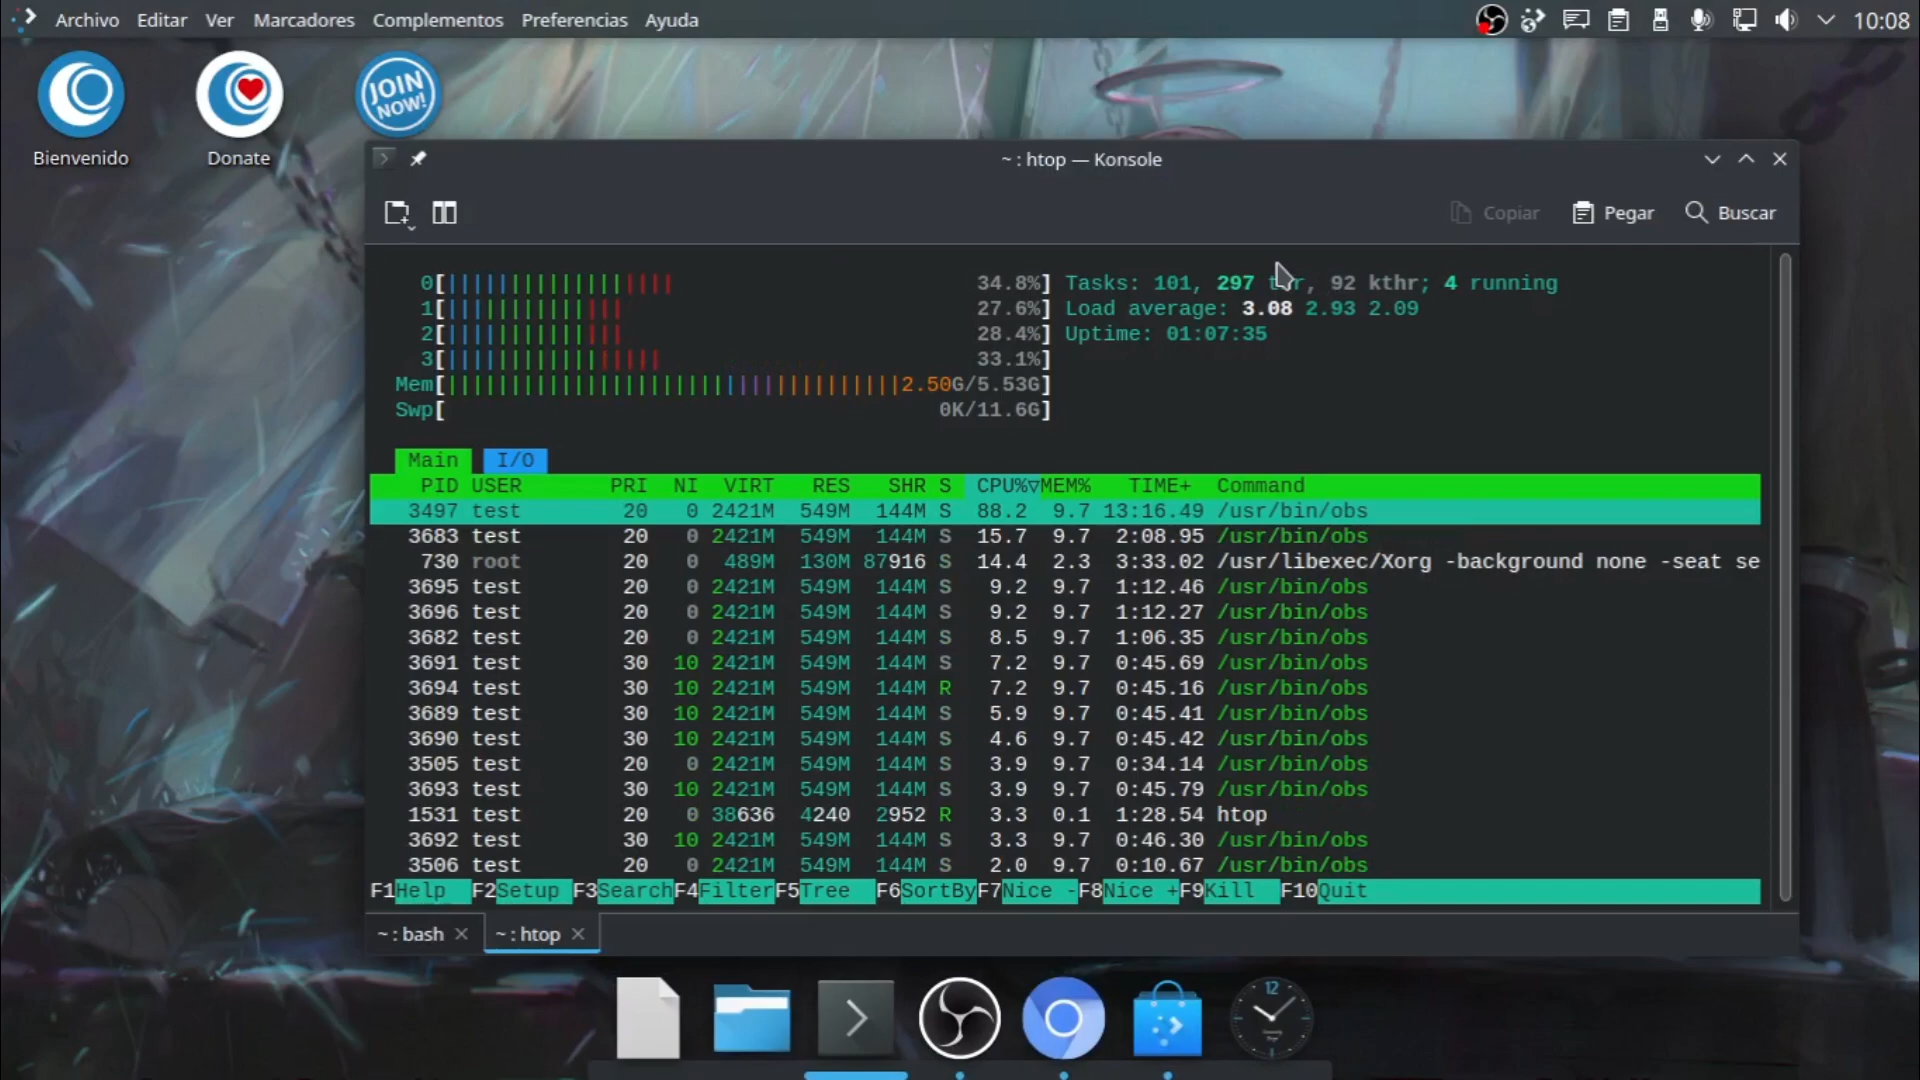 Archivo Editar Ver Marcadores Complementos Preferencias Ayuda 10:08
JOIN NOW!
Bienvenido Donate
~ : htop — Konsole
Copiar Pegar Buscar
0[||||||||||||||||||34.8%] Tasks: 101, 297 thr, 92 kthr; 4 running
1[||||||||||||||27.6%] Load average: 3.08 2.93 2.09
2[||||||||||||||28.4%] Uptime: 01:07:35
3[|||||||||||||||||33.1%]
Mem[||||||||||||||||||||||||||||||||||||2.50G/5.53G]
Swp[0K/11.6G]
Main I/O
PID USER PRI NI VIRT RES SHR S CPU%▽MEM% TIME+ Command
3497 test 20 0 2421M 549M 144M S 88.2 9.7 13:16.49 /usr/bin/obs
3683 test 20 0 2421M 549M 144M S 15.7 9.7 2:08.95 /usr/bin/obs
730 root 20 0 489M 130M 87916 S 14.4 2.3 3:33.02 /usr/libexec/Xorg -background none -seat se
3695 test 20 0 2421M 549M 144M S 9.2 9.7 1:12.46 /usr/bin/obs
3696 test 20 0 2421M 549M 144M S 9.2 9.7 1:12.27 /usr/bin/obs
3682 test 20 0 2421M 549M 144M S 8.5 9.7 1:06.35 /usr/bin/obs
3691 test 30 10 2421M 549M 144M S 7.2 9.7 0:45.69 /usr/bin/obs
3694 test 30 10 2421M 549M 144M R 7.2 9.7 0:45.16 /usr/bin/obs
3689 test 30 10 2421M 549M 144M S 5.9 9.7 0:45.41 /usr/bin/obs
3690 test 30 10 2421M 549M 144M S 4.6 9.7 0:45.42 /usr/bin/obs
3505 test 20 0 2421M 549M 144M S 3.9 9.7 0:34.14 /usr/bin/obs
3693 test 30 10 2421M 549M 144M S 3.9 9.7 0:45.79 /usr/bin/obs
1531 test 20 0 38636 4240 2952 R 3.3 0.1 1:28.54 htop
3692 test 30 10 2421M 549M 144M S 3.3 9.7 0:46.30 /usr/bin/obs
3506 test 20 0 2421M 549M 144M S 2.0 9.7 0:10.67 /usr/bin/obs
F1Help F2Setup F3SearchF4FilterF5Tree F6SortByF7Nice -F8Nice +F9Kill F10Quit
~ : bash ~ : htop
12